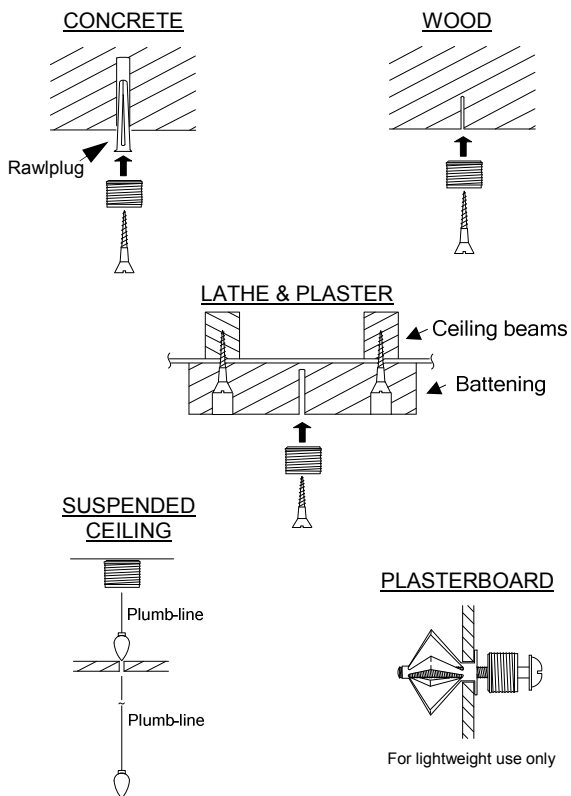 CONCRETE
WOOD
Rawlplug
LATHE & PLASTER
Ceiling beams
Battening
SUSPENDED
CEILING
Plumb-line
Plumb-line
PLASTERBOARD
For lightweight use only